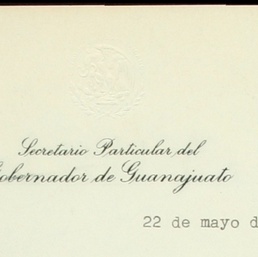 Secretario Particular del
Gobernador de Guanajuato
22 de mayo d